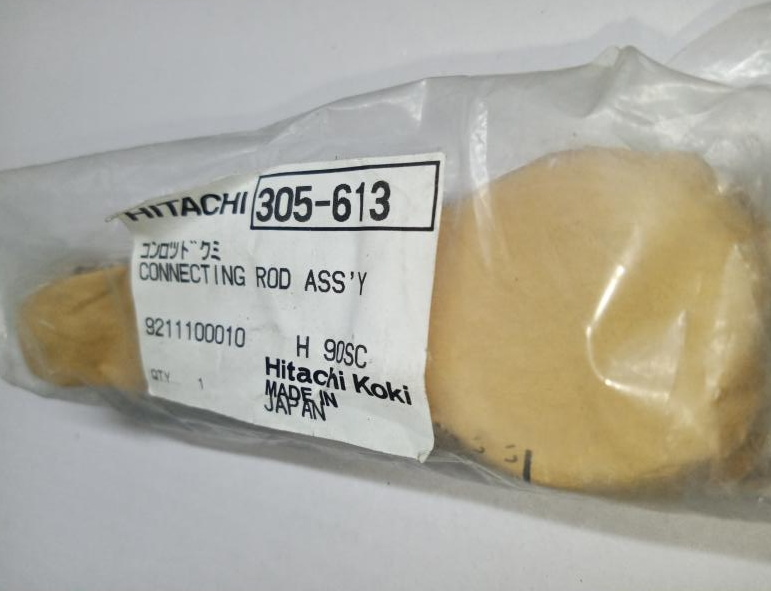 HITACHI 305-613
コンロツド クミ
CONNECTING ROD ASS'Y
9211100010 H 90SC
Hitachi Koki
QTY 1 MADE IN
JAPAN